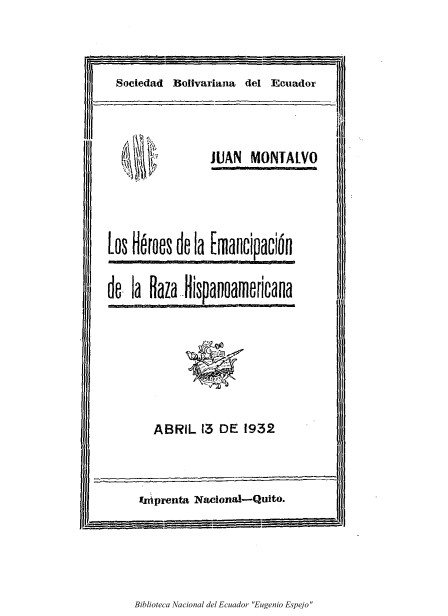 Sociedad Bolivariana del Ecuador
BNE
JUAN MONTALVO
Los Héroes de la Emancipación
de la Raza Hispanoamericana
ABRIL 13 DE 1932
Imprenta Nacional—Quito.
Biblioteca Nacional del Ecuador "Eugenio Espejo"